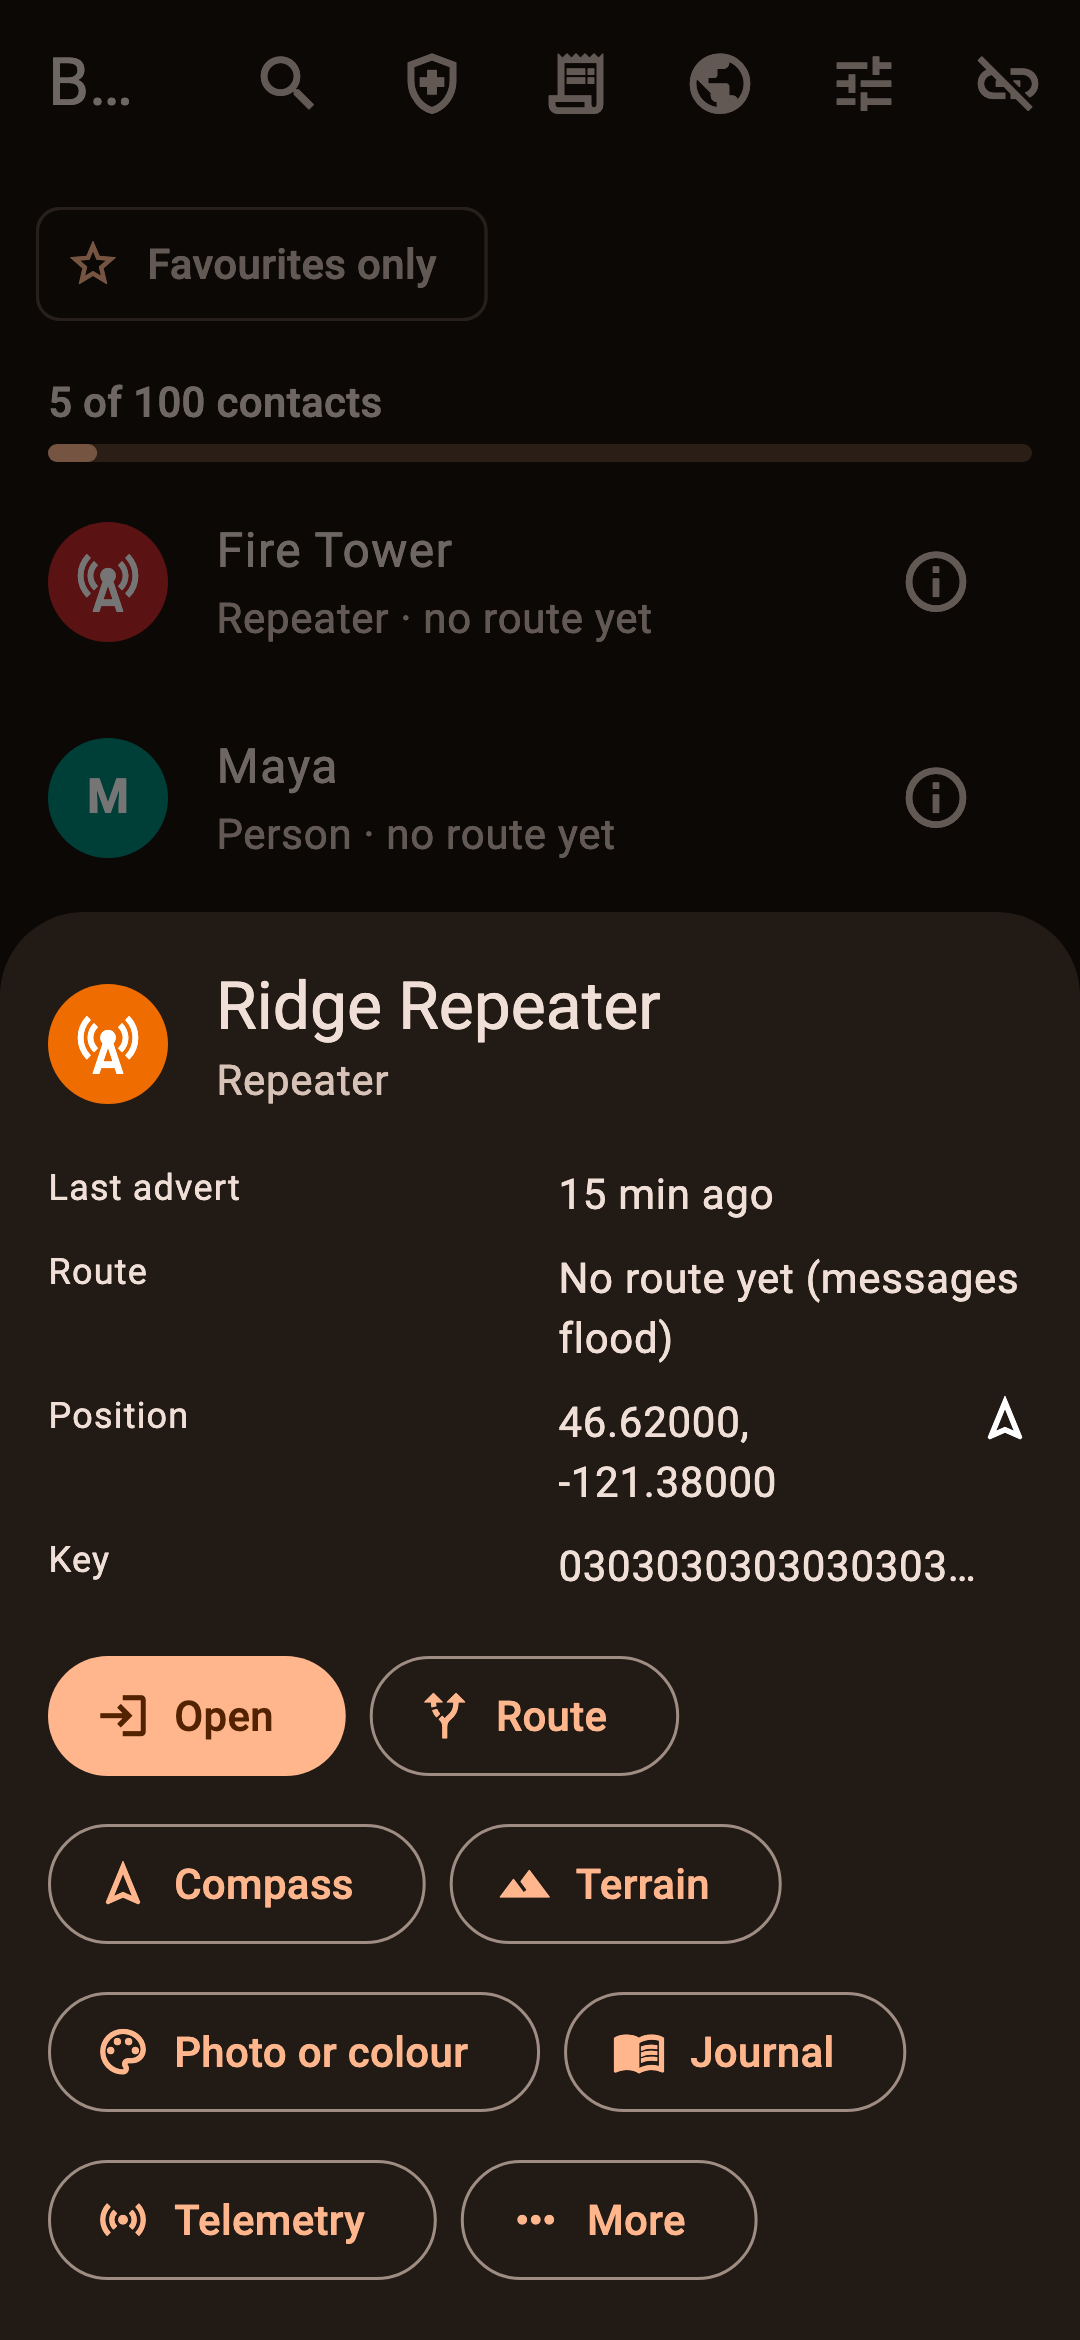 B...
Favourites only
5 of 100 contacts
Fire Tower
Repeater · no route yet
M
Maya
Person · no route yet
Ridge Repeater
Repeater
Last advert
15 min ago
Route
No route yet (messages
flood)
Position
46.62000,
-121.38000
Key
0303030303030303...
Open
Route
Compass
Terrain
Photo or colour
Journal
Telemetry
More